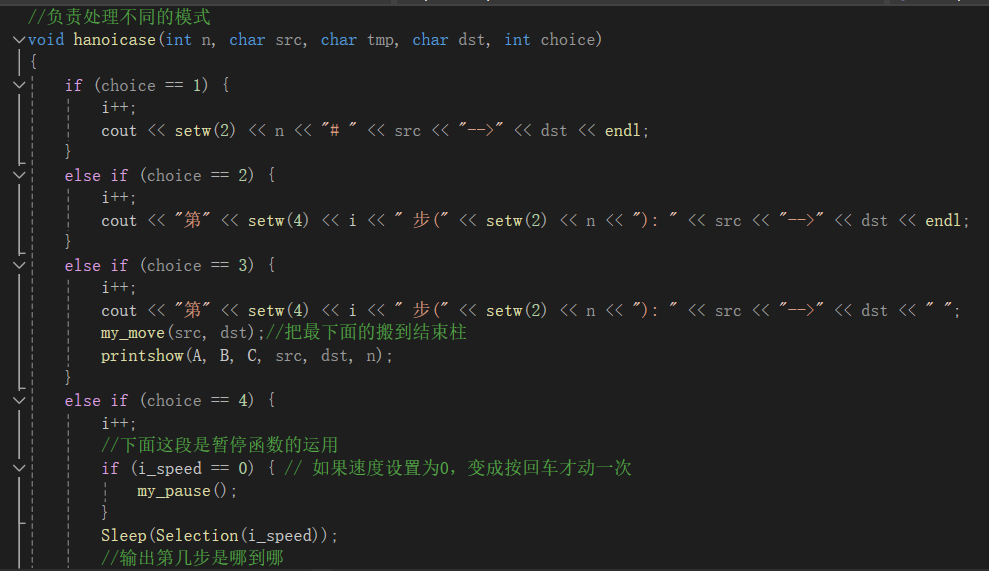 //负责处理不同的模式
void hanoicase(int n, char src, char tmp, char dst, int choice)
{
if (choice == 1) {
i++;
cout << setw(2) << n << "# " << src << "-->" << dst << endl;
}
else if (choice == 2) {
i++;
cout << "第" << setw(4) << i << " 步(" << setw(2) << n << "): " << src << "-->" << dst << endl;
}
else if (choice == 3) {
i++;
cout << "第" << setw(4) << i << " 步(" << setw(2) << n << "): " << src << "-->" << dst << " ";
my_move(src, dst);//把最下面的搬到结束柱
printshow(A, B, C, src, dst, n);
}
else if (choice == 4) {
i++;
//下面这段是暂停函数的运用
if (i_speed == 0) { // 如果速度设置为0，变成按回车才动一次
my_pause();
}
Sleep(Selection(i_speed));
//输出第几步是哪到哪